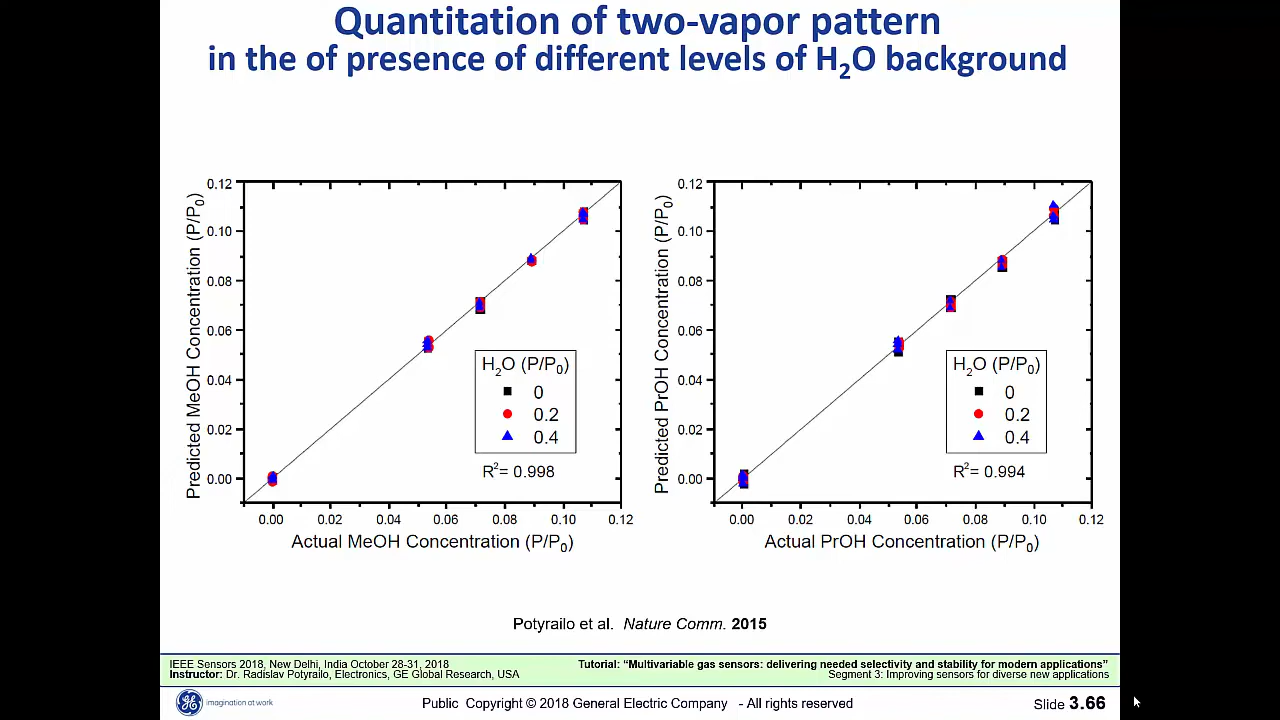 Quantitation of two-vapor pattern
in the of presence of different levels of H₂O background
Predicted MeOH Concentration (P/P₀)
0.12
0.10
0.08
0.06
0.04
0.02
0.00
H₂O (P/P₀)
0
0.2
0.4
R²= 0.998
0.00 0.02 0.04 0.06 0.08 0.10 0.12
Actual MeOH Concentration (P/P₀)
Predicted PrOH Concentration (P/P₀)
0.12
0.10
0.08
0.06
0.04
0.02
0.00
H₂O (P/P₀)
0
0.2
0.4
R²= 0.994
0.00 0.02 0.04 0.06 0.08 0.10 0.12
Actual PrOH Concentration (P/P₀)
Potyrailo et al. Nature Comm. 2015
IEEE Sensors 2018, New Delhi, India October 28-31, 2018
Instructor: Dr. Radislav Potyrailo, Electronics, GE Global Research, USA
Tutorial: “Multivariable gas sensors: delivering needed selectivity and stability for modern applications”
Segment 3: Improving sensors for diverse new applications
imagination at work
Public Copyright © 2018 General Electric Company - All rights reserved
Slide 3.66